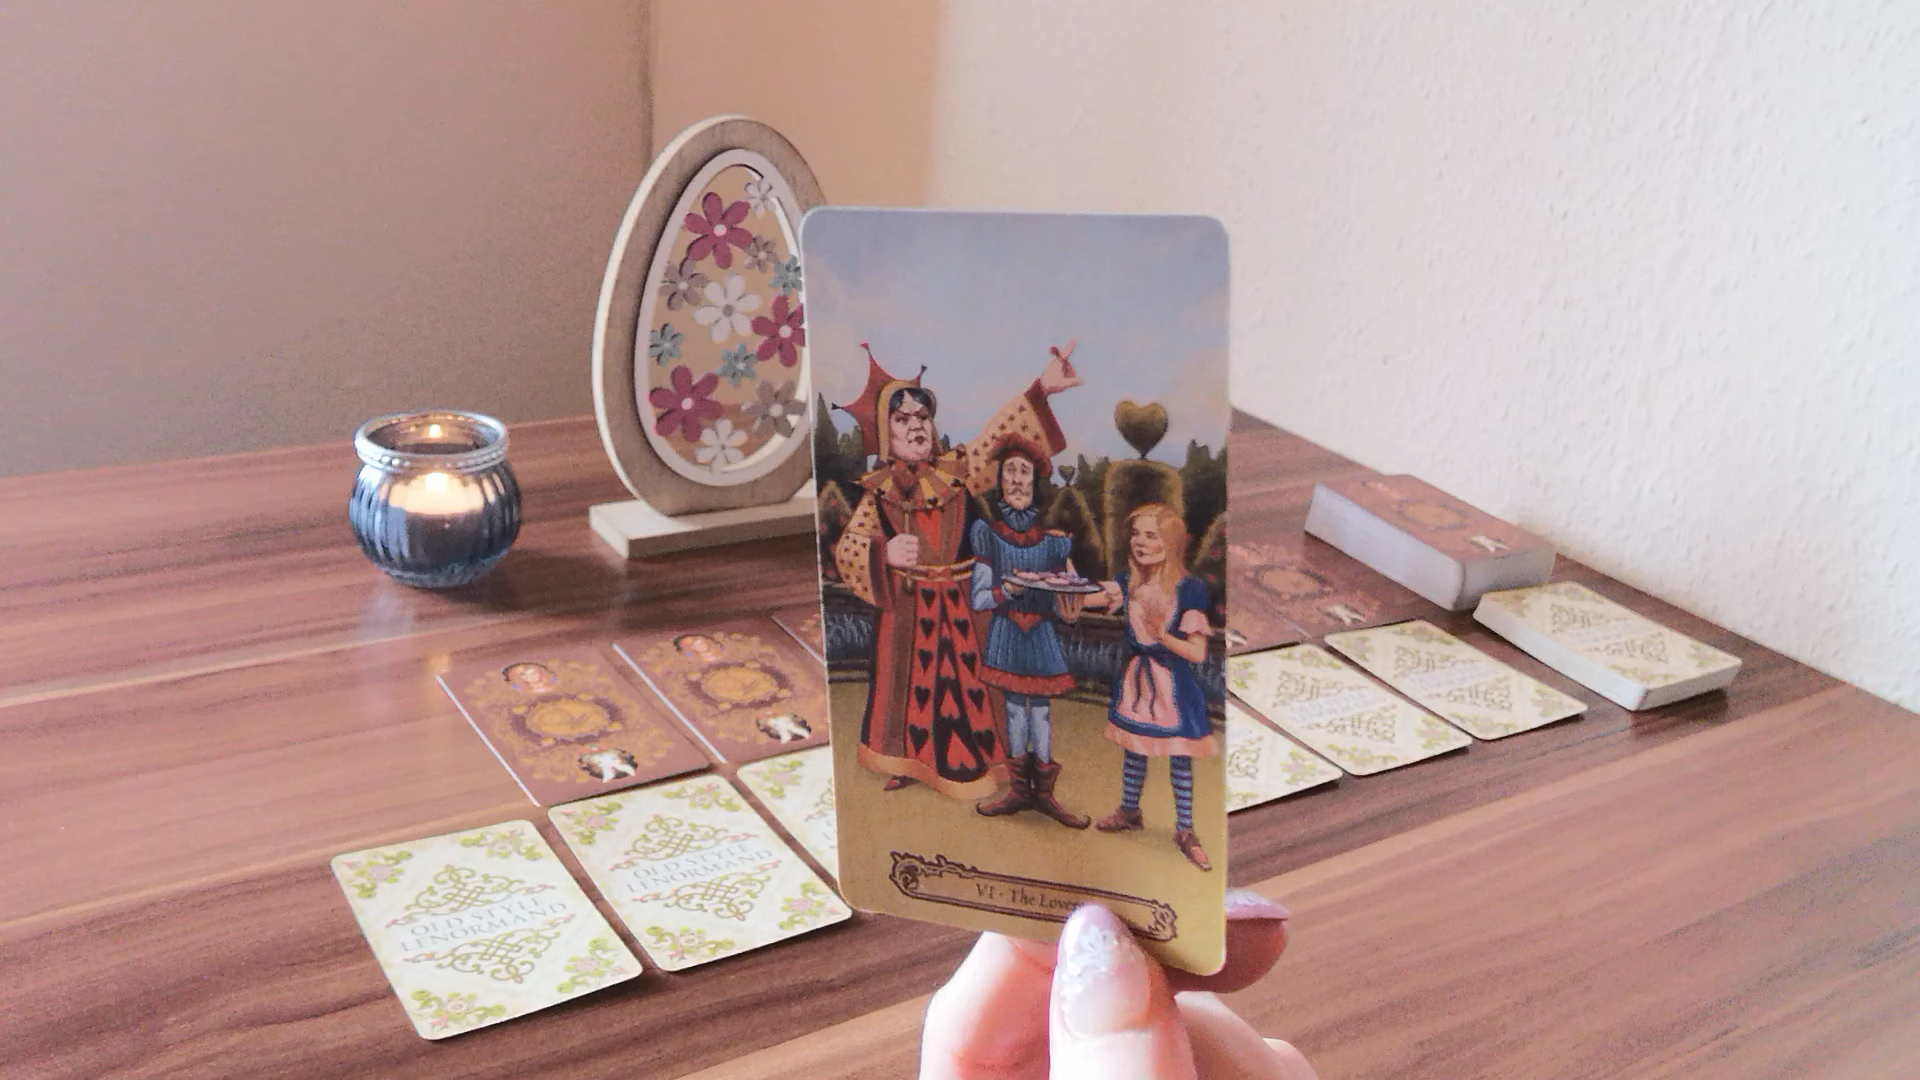 VI · The Lovers
OLD STYLE
LENORMAND
OLD STYLE
LENORMAND